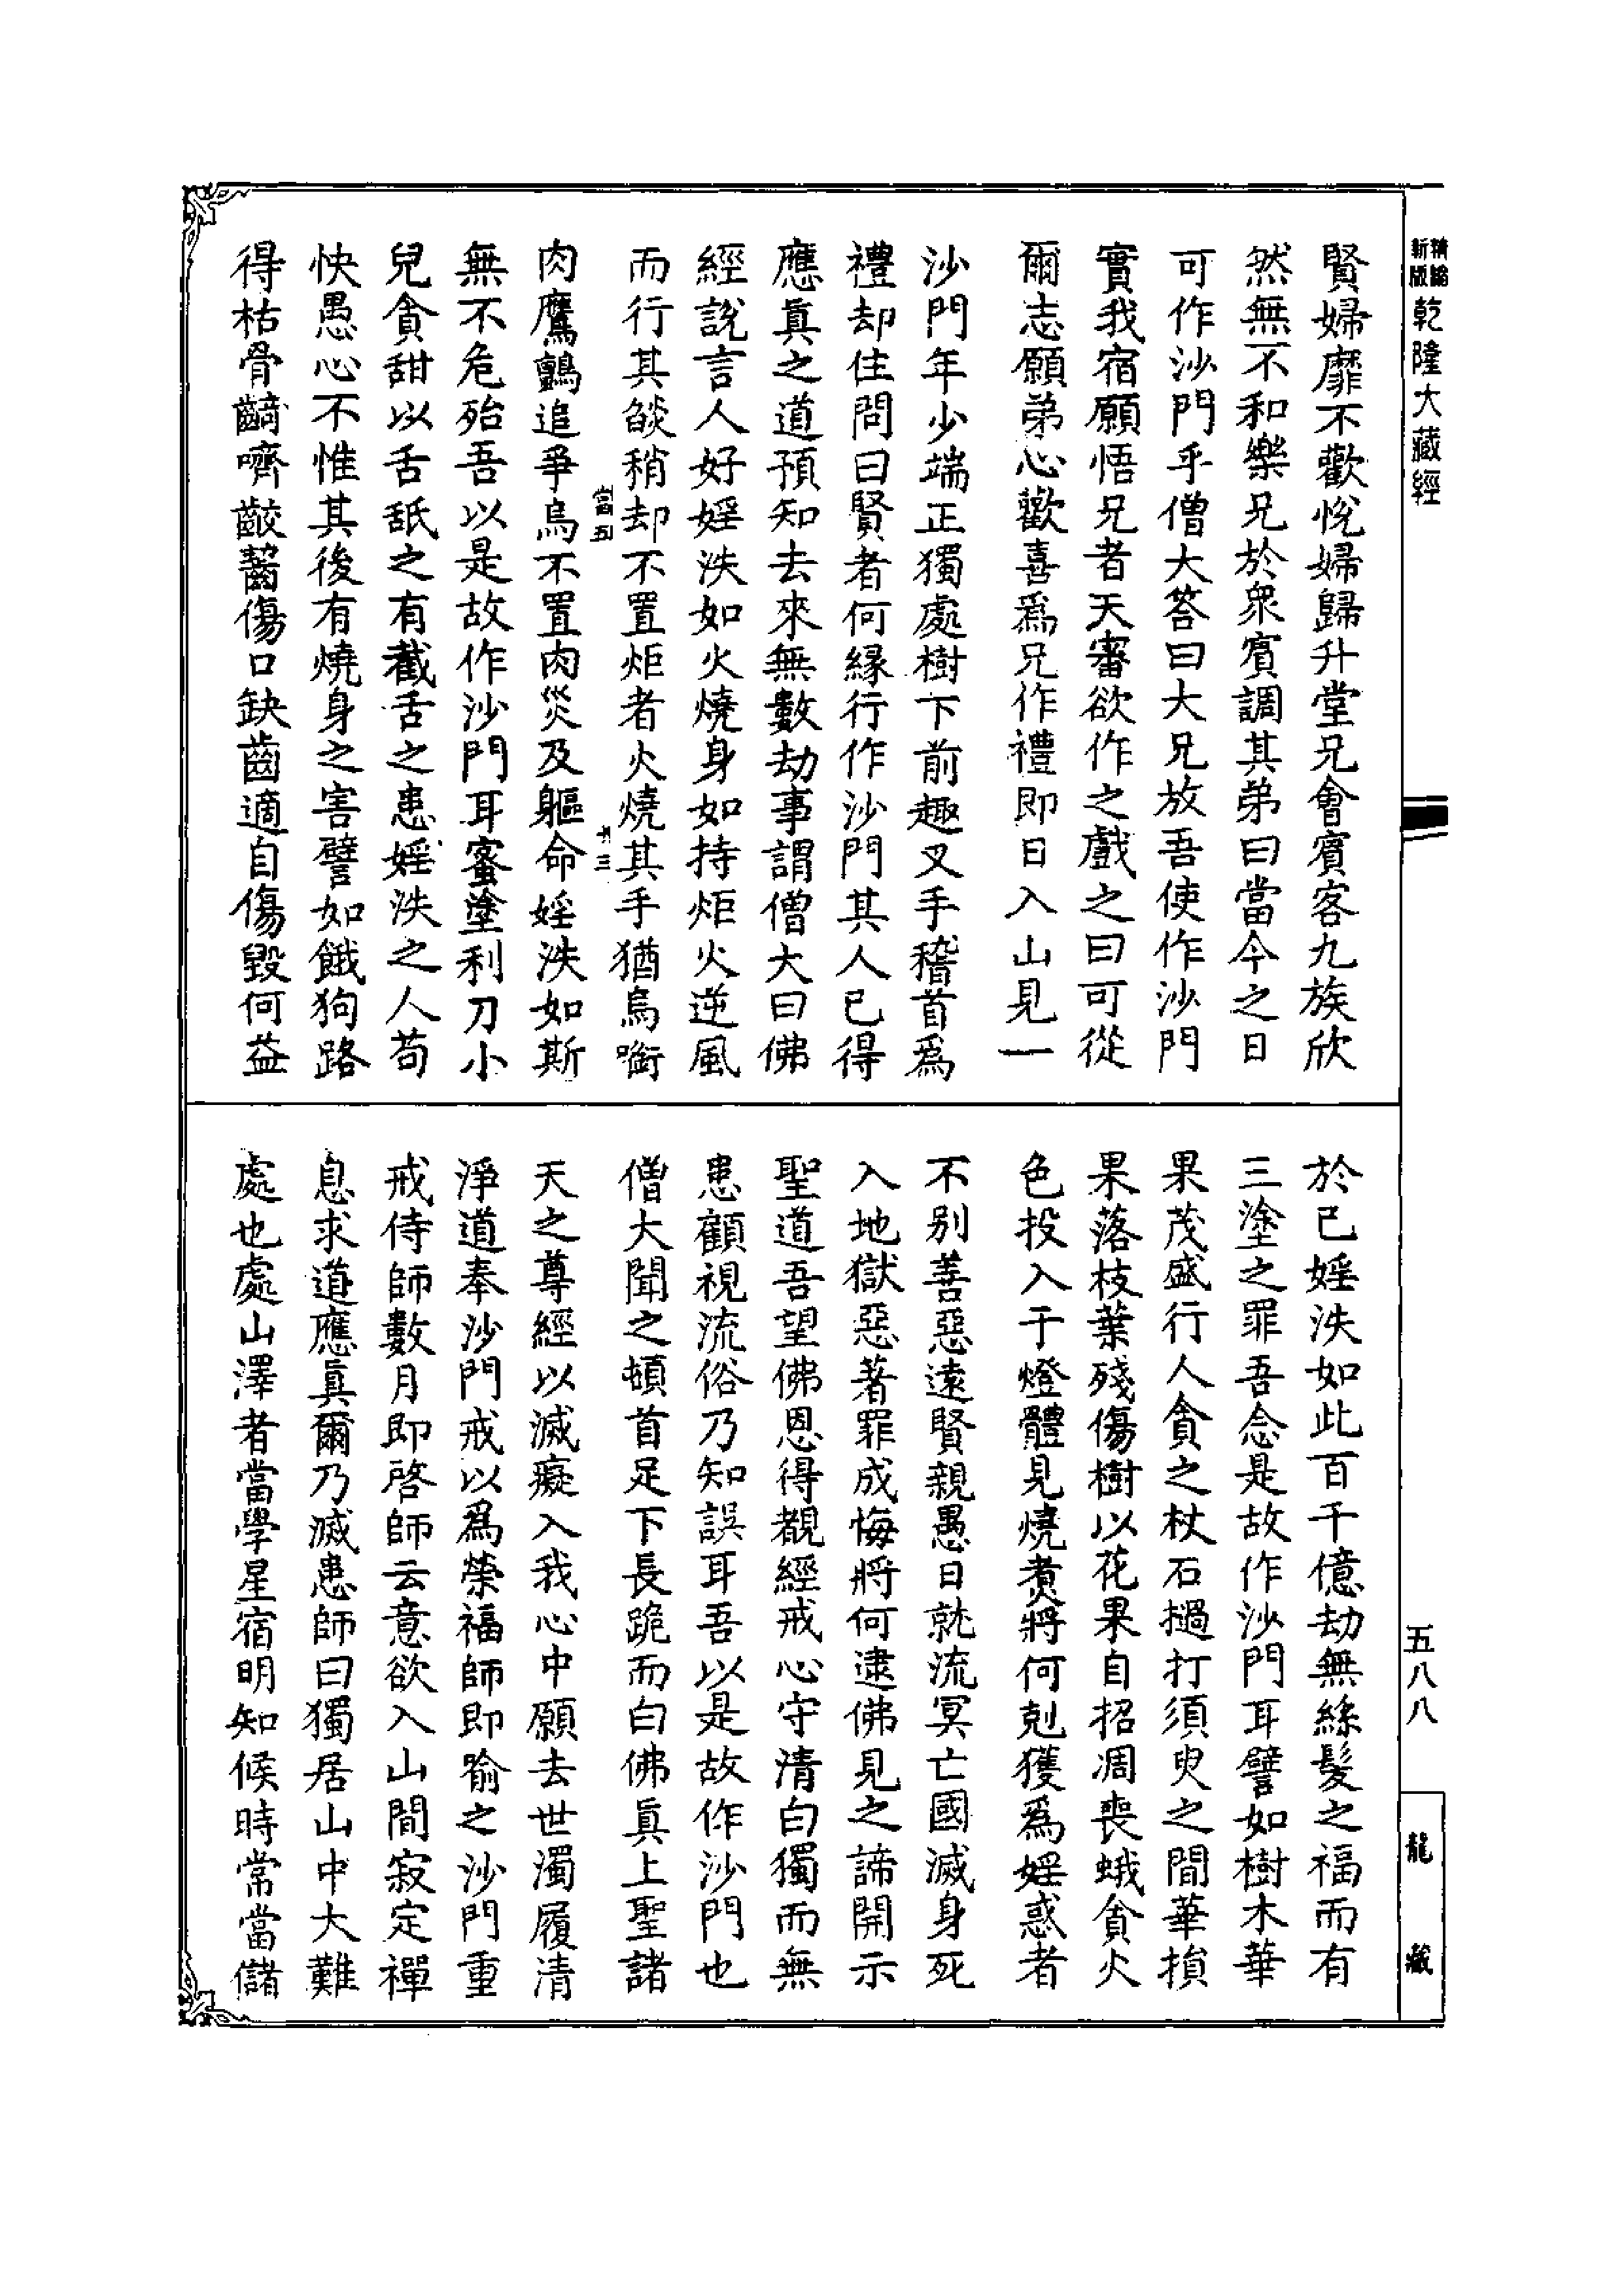 精縮新版
乾隆大藏經
賢婦靡不歡悅婦歸升堂兄會賓客九族欣
然無不和樂兄於衆賓調其弟曰當今之日
可作沙門乎僧大答曰大兄放吾使作沙門
實我宿願悟兄者天審欲作之戲之曰可從
爾志願弟心歡喜爲兄作禮即日入山見一
沙門年少端正獨處樹下前趣叉手稽首爲
禮却住問曰賢者何緣行作沙門其人已得
應眞之道預知去來無數劫事謂僧大曰佛
經說言人好婬泆如火燒身如持炬火逆風
而行其燄稍却不置炬者火燒其手猶烏銜
當五
廿三
肉鷹鸇追爭烏不置肉災及軀命婬泆如斯
無不危殆吾以是故作沙門耳蜜塗利刀小
兒貪甜以舌舐之有截舌之患婬泆之人苟
快愚心不惟其後有燒身之害譬如餓狗路
得枯骨齰嚌齩齧傷口缺齒適自傷毀何益
於已婬泆如此百千億劫無絲髮之福而有
三塗之罪吾念是故作沙門耳譬如樹木華
果茂盛行人貪之杖石撾打須臾之間華損
果落枝葉殘傷樹以花果自招凋喪蛾貪火
色投入于燈體見燒煑將何剋獲爲婬惑者
不別善惡遠賢親愚日就流冥亡國滅身死
入地獄惡著罪成悔將何逮佛見之諦開示
聖道吾望佛恩得覩經戒心守清白獨而無
患顧視流俗乃知誤耳吾以是故作沙門也
僧大聞之頓首足下長跪而白佛眞上聖諸
天之尊經以滅癡入我心中願去世濁履清
淨道奉沙門戒以爲榮福師即喻之沙門重
戒侍師數月即啓師云意欲入山間寂定禪
息求道應眞爾乃滅患師曰獨居山中大難
處也處山澤者當學星宿明知候時常當儲
五八八
龍藏